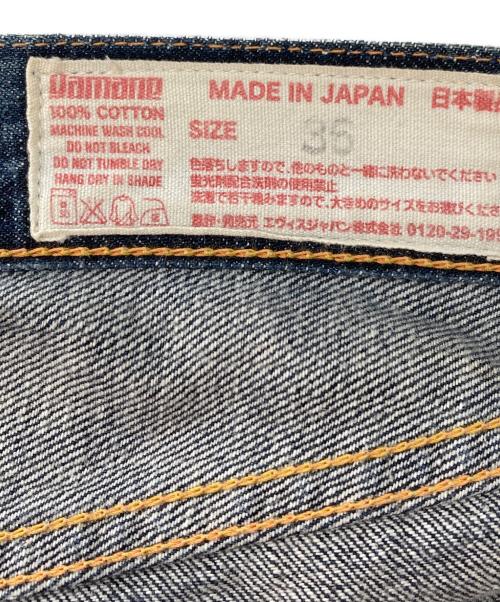 Yamane
MADE IN JAPAN 日本製
100% COTTON
MACHINE WASH COOL
DO NOT BLEACH
DO NOT TUMBLE DRY
HANG DRY IN SHADE
SIZE 36
色落ちしますので、他のものと一緒に洗わないでください
蛍光剤配合洗剤の使用禁止
洗濯で若干縮みますので、大きめのサイズをお選びくださ
製作・発売元 エヴィスジャパン株式会社 0120-29-195